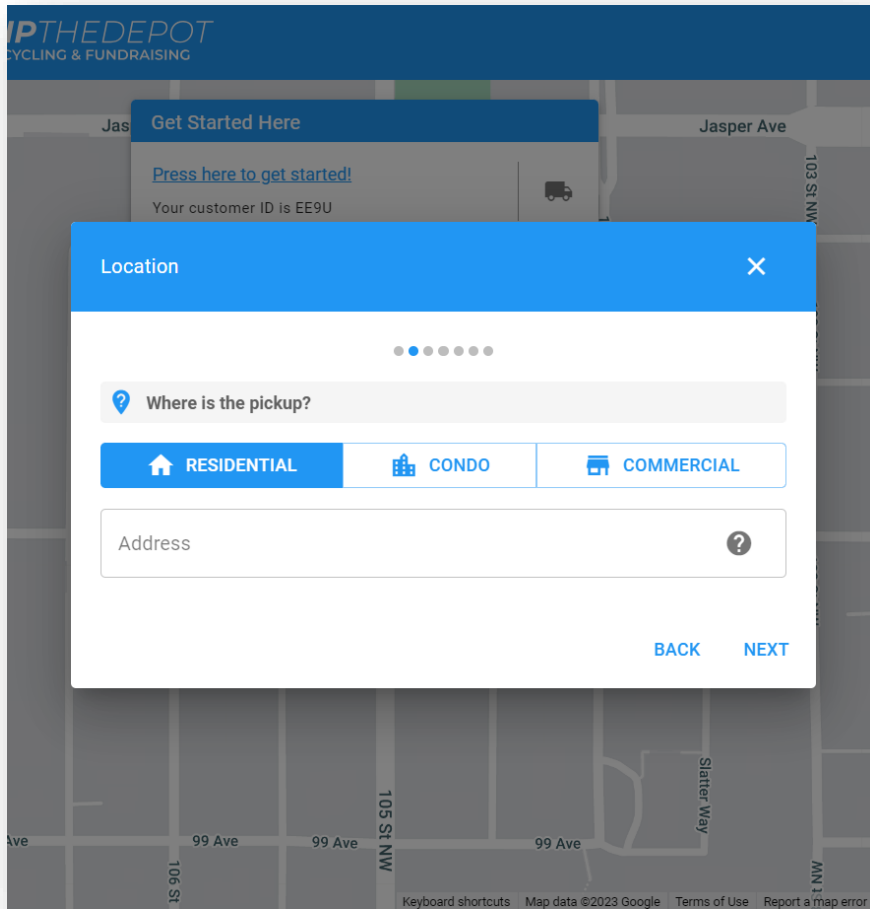 IPTHEDEPOT
CYCLING & FUNDRAISING
Get Started Here
Jas
Jasper Ave
103 St NW
Press here to get started!
Your customer ID is EE9U
Location
Where is the pickup?
RESIDENTIAL
CONDO
COMMERCIAL
Address
BACK
NEXT
Slatter Way
105 St NW
Ave
99 Ave
99 Ave
99 Ave
106 St
St NW
Keyboard shortcuts
Map data ©2023 Google
Terms of Use
Report a map error